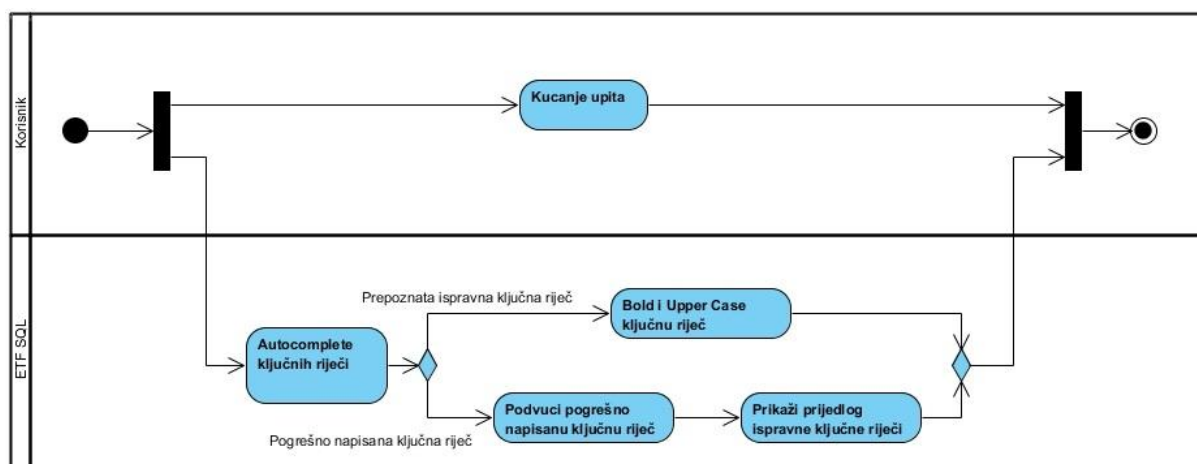 Korisnik
Kucanje upita
ETF SQL
Prepoznata ispravna ključna riječ
Bold i Upper Case
ključnu riječ
Autocomplete
ključnih riječi
Podvuci pogrešno
napisanu ključnu riječ
Prikaži prijedlog
ispravne ključne riječi
Pogrešno napisana ključna riječ